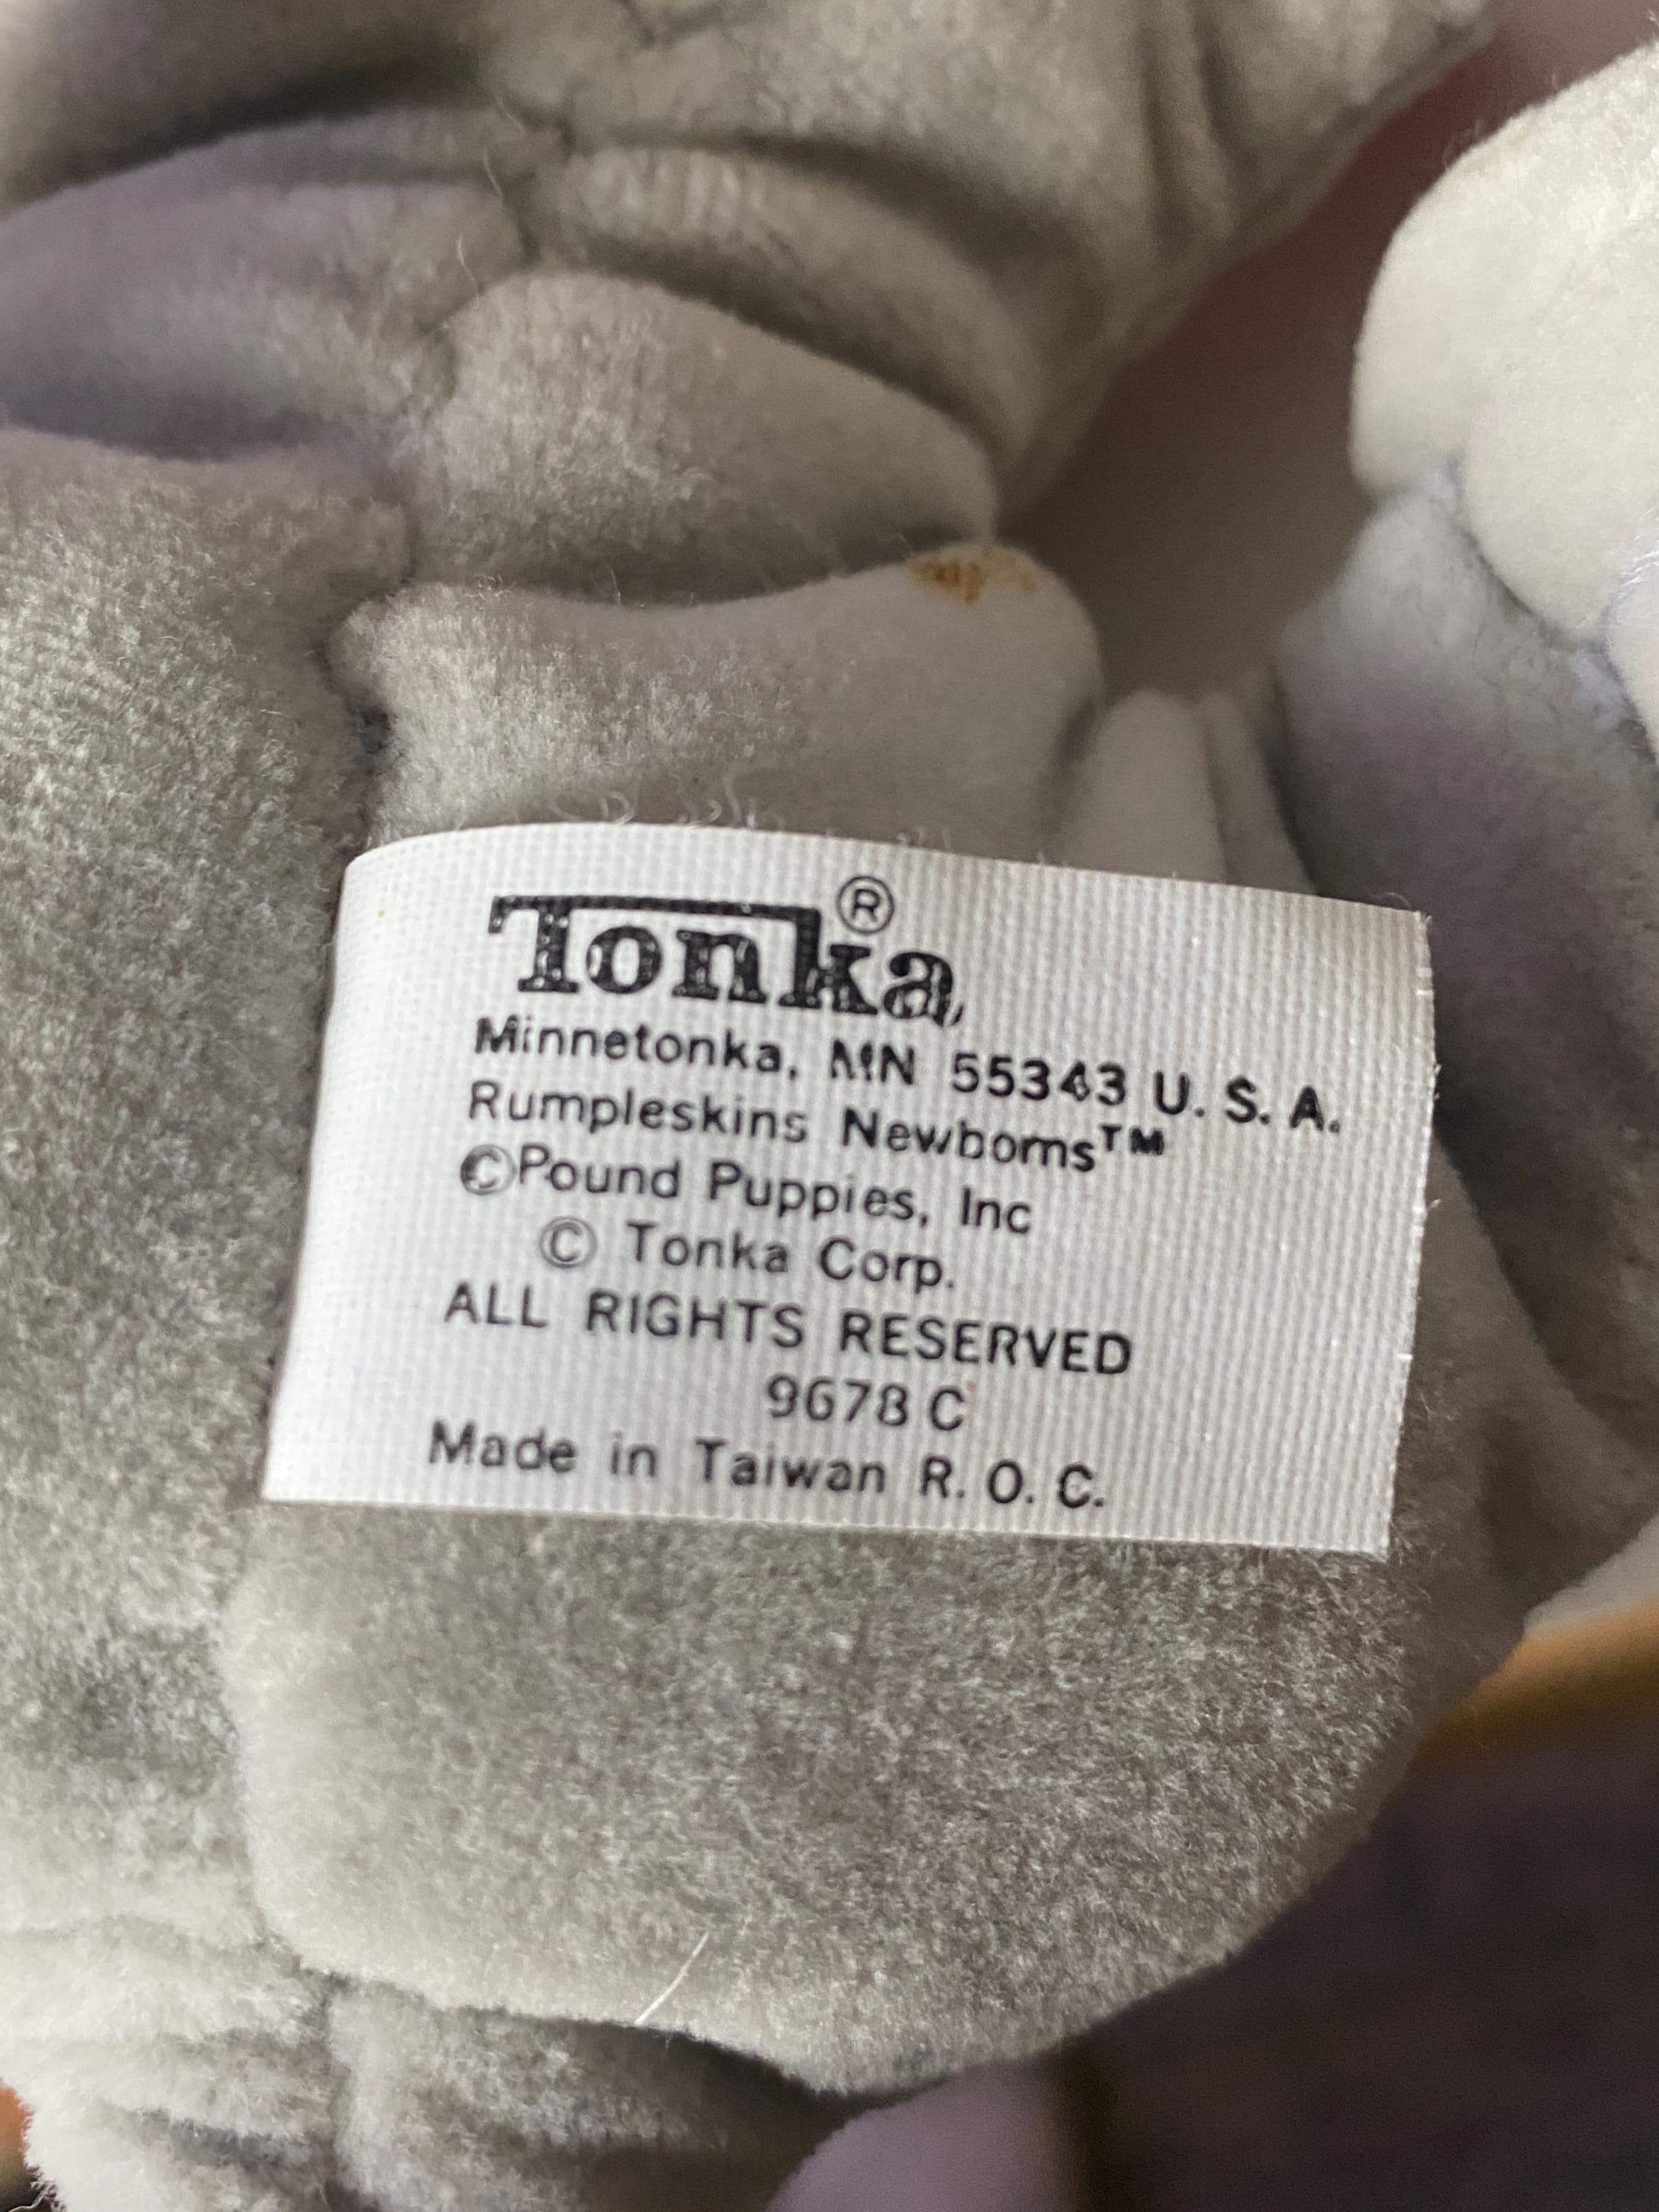 Tonka®
Minnetonka, MN 55343 U. S. A.
Rumpleskins Newborns™
©Pound Puppies, Inc
© Tonka Corp.
ALL RIGHTS RESERVED
9678 C
Made in Taiwan R. O. C.